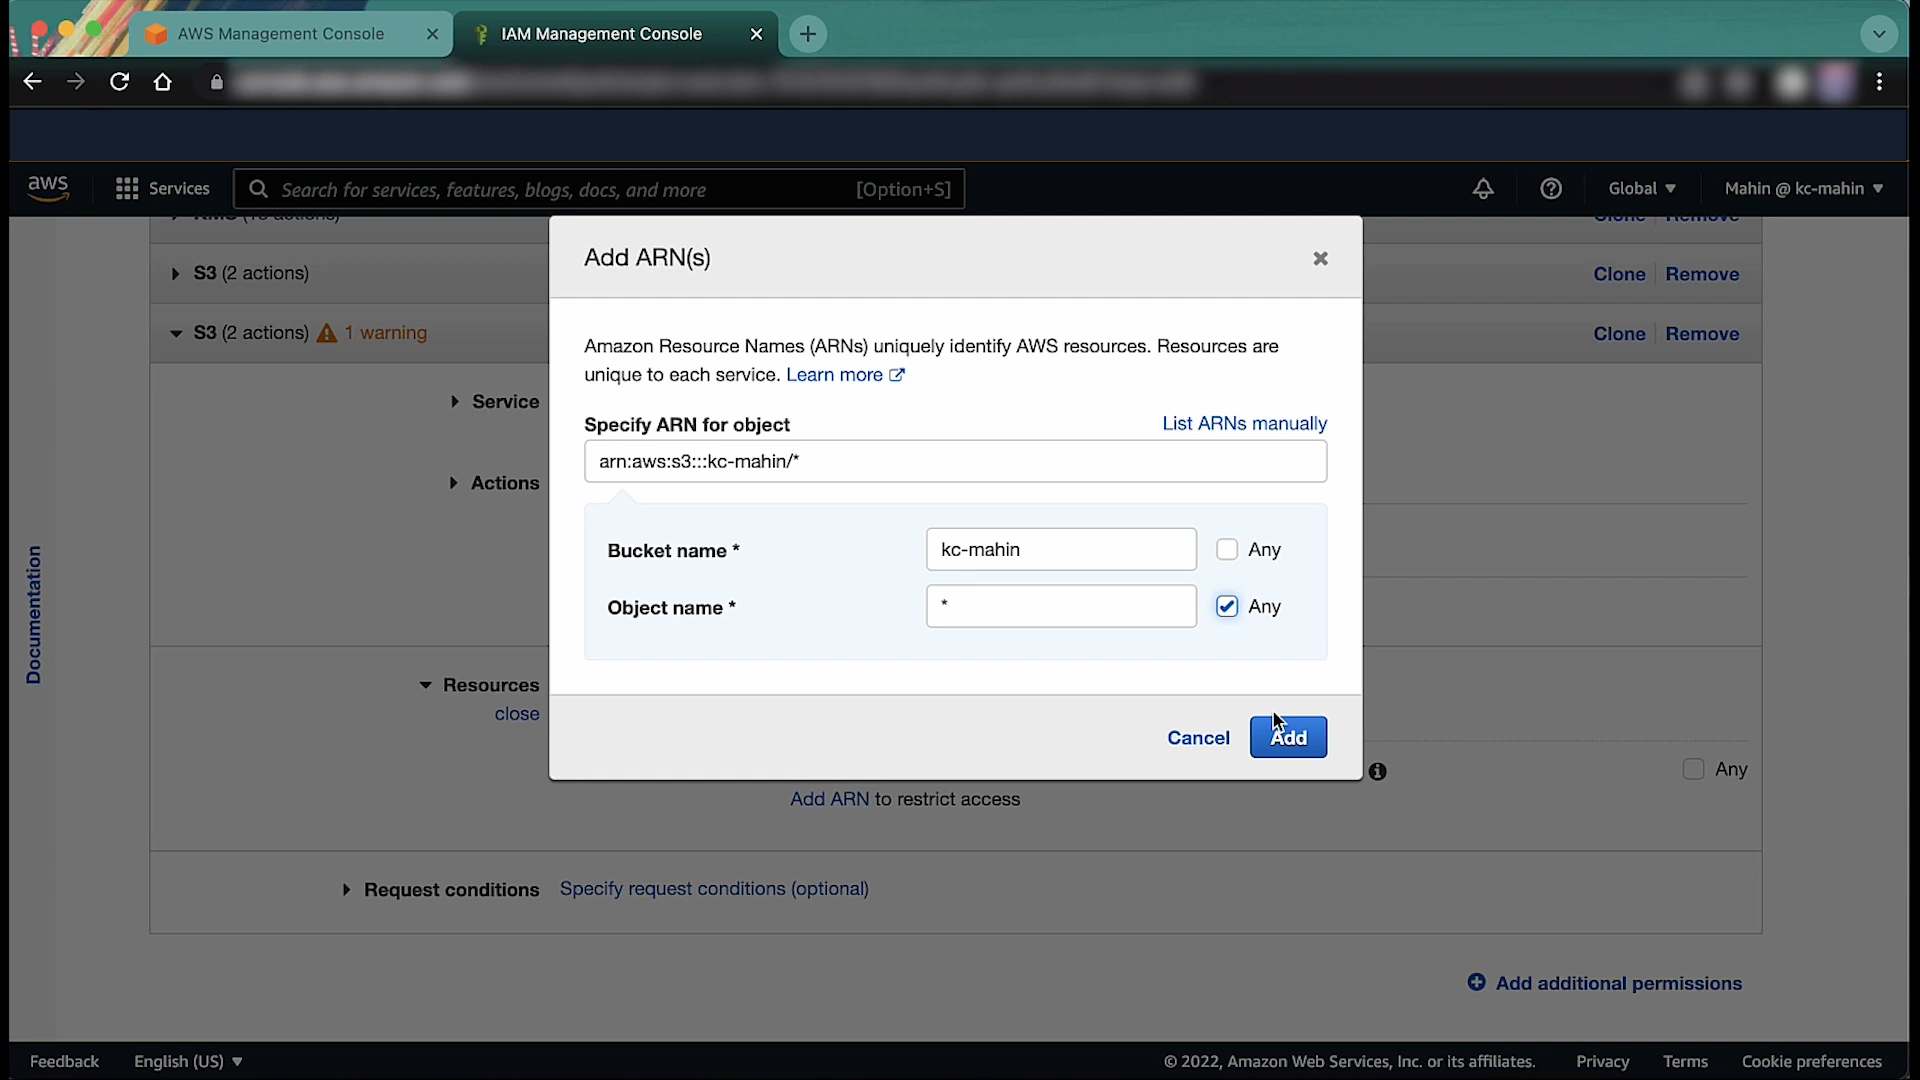 AWS Management Console
IAM Management Console
aws
Services
Search for services, features, blogs, docs, and more [Option+S]
Global
Mahin @ kc-mahin
Clone Remove
S3 (2 actions)
Clone Remove
S3 (2 actions) 1 warning
Clone Remove
Add ARN(s)
Amazon Resource Names (ARNs) uniquely identify AWS resources. Resources are
unique to each service. Learn more
Service
Specify ARN for object
List ARNs manually
arn:aws:s3:::kc-mahin/*
Actions
Bucket name *
kc-mahin
Any
Object name *
*
Any
Documentation
Resources
close
Cancel
Add
Any
Add ARN to restrict access
Request conditions Specify request conditions (optional)
Add additional permissions
Feedback
English (US)
© 2022, Amazon Web Services, Inc. or its affiliates.
Privacy
Terms
Cookie preferences